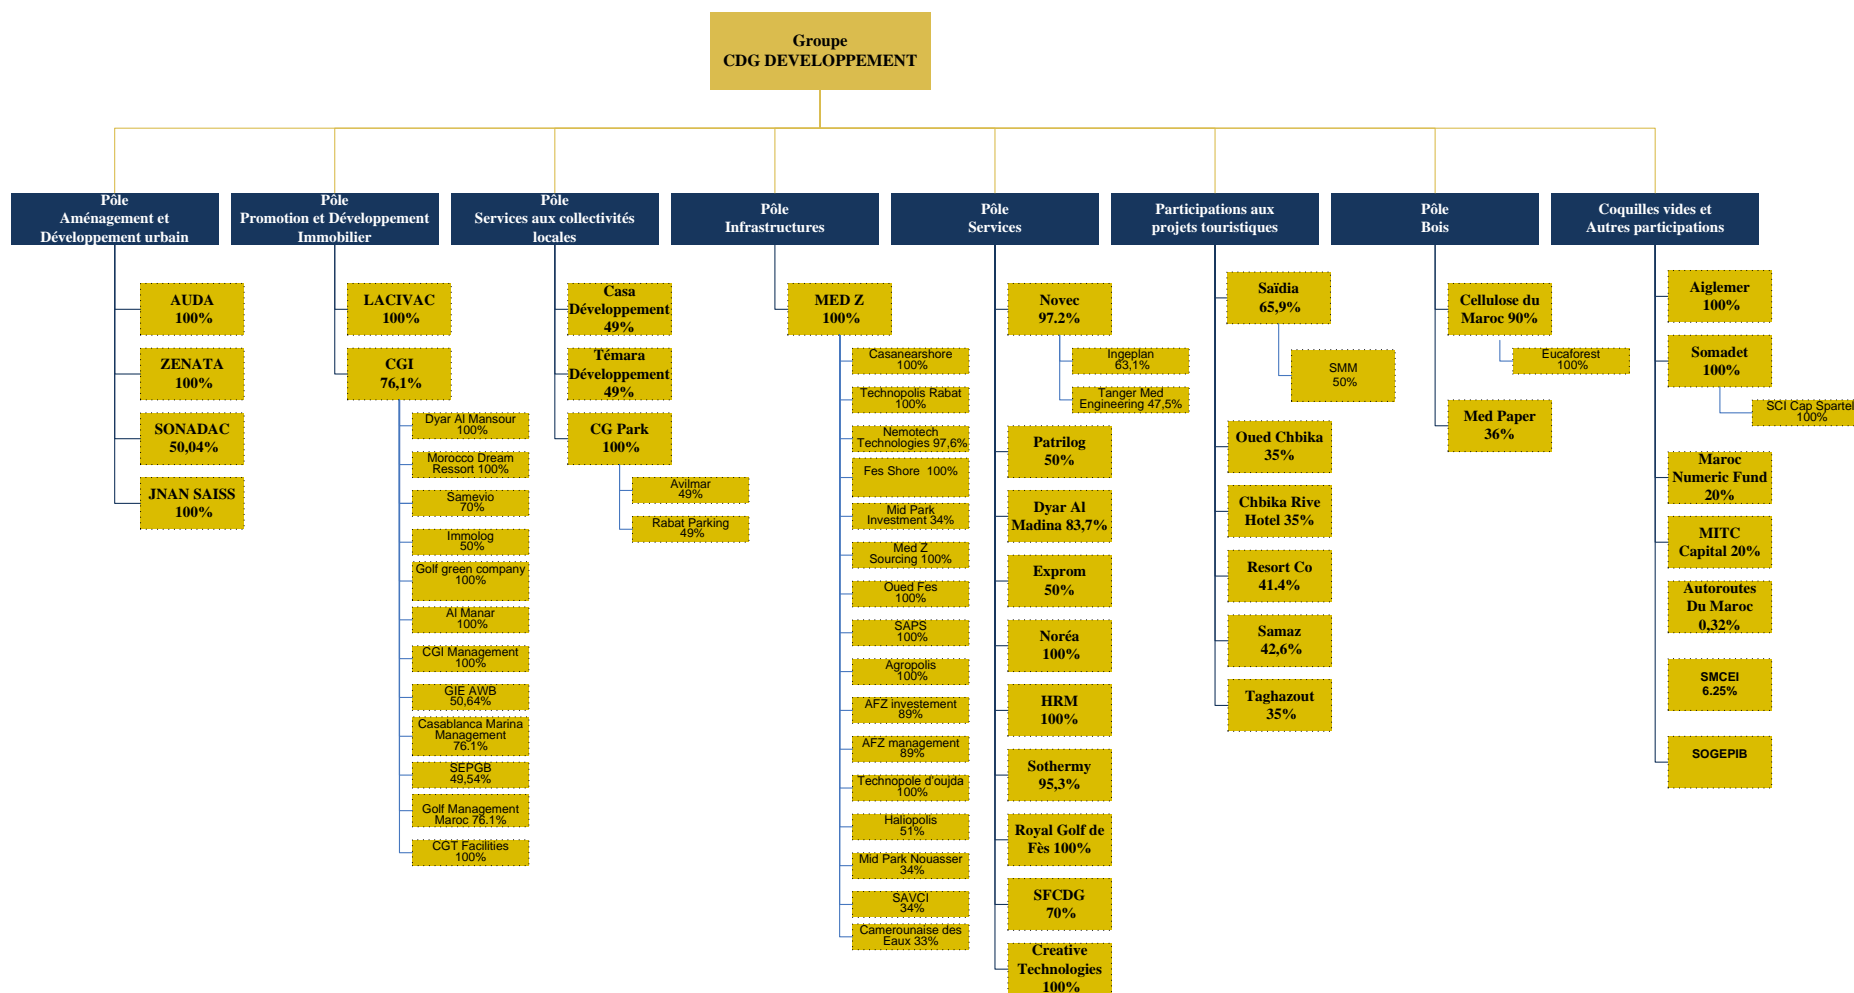 Groupe
CDG DEVELOPPEMENT
Pôle
Aménagement et
Développement urbain
AUDA
100%
ZENATA
100%
SONADAC
50,04%
JNAN SAISS
100%
Pôle
Promotion et Développement
Immobilier
LACIVAC
100%
CGI
76,1%
Dyar Al Mansour
100%
Morocco Dream
Ressort 100%
Samevio
70%
Immolog
50%
Golf green company
100%
Al Manar
100%
CGI Management
100%
GIE AWB
50,64%
Casablanca Marina
Management
76.1%
SEPGB
49,54%
Golf Management
Maroc 76.1%
CGT Facilities
100%
Pôle
Services aux collectivités
locales
Casa
Développement
49%
Témara
Développement
49%
CG Park
100%
Avilmar
49%
Rabat Parking
49%
Pôle
Infrastructures
MED Z
100%
Casanearshore
100%
Technopolis Rabat
100%
Nemotech
Technologies 97,6%
Fes Shore 100%
Mid Park
Investment 34%
Med Z
Sourcing 100%
Oued Fes
100%
SAPS
100%
Agropolis
100%
AFZ investement
89%
AFZ management
89%
Technopole d'oujda
100%
Haliopolis
51%
Mid Park Nouasser
34%
SAVCI
34%
Camerounaise des
Eaux 33%
Pôle
Services
Novec
97.2%
Ingeplan
63,1%
Tanger Med
Engineering 47,5%
Patrilog
50%
Dyar Al
Madina 83,7%
Exprom
50%
Noréa
100%
HRM
100%
Sothermy
95,3%
Royal Golf de
Fès 100%
SFCDG
70%
Creative
Technologies
100%
Participations aux
projets touristiques
Saïdia
65,9%
SMM
50%
Oued Chbika
35%
Chbika Rive
Hotel 35%
Resort Co
41.4%
Samaz
42,6%
Taghazout
35%
Pôle
Bois
Cellulose du
Maroc 90%
Eucaforest
100%
Med Paper
36%
Coquilles vides et
Autres participations
Aiglemer
100%
Somadet
100%
SCI Cap Spartel
100%
Maroc
Numeric Fund
20%
MITC
Capital 20%
Autoroutes
Du Maroc
0,32%
SMCEI
6.25%
SOGEPIB